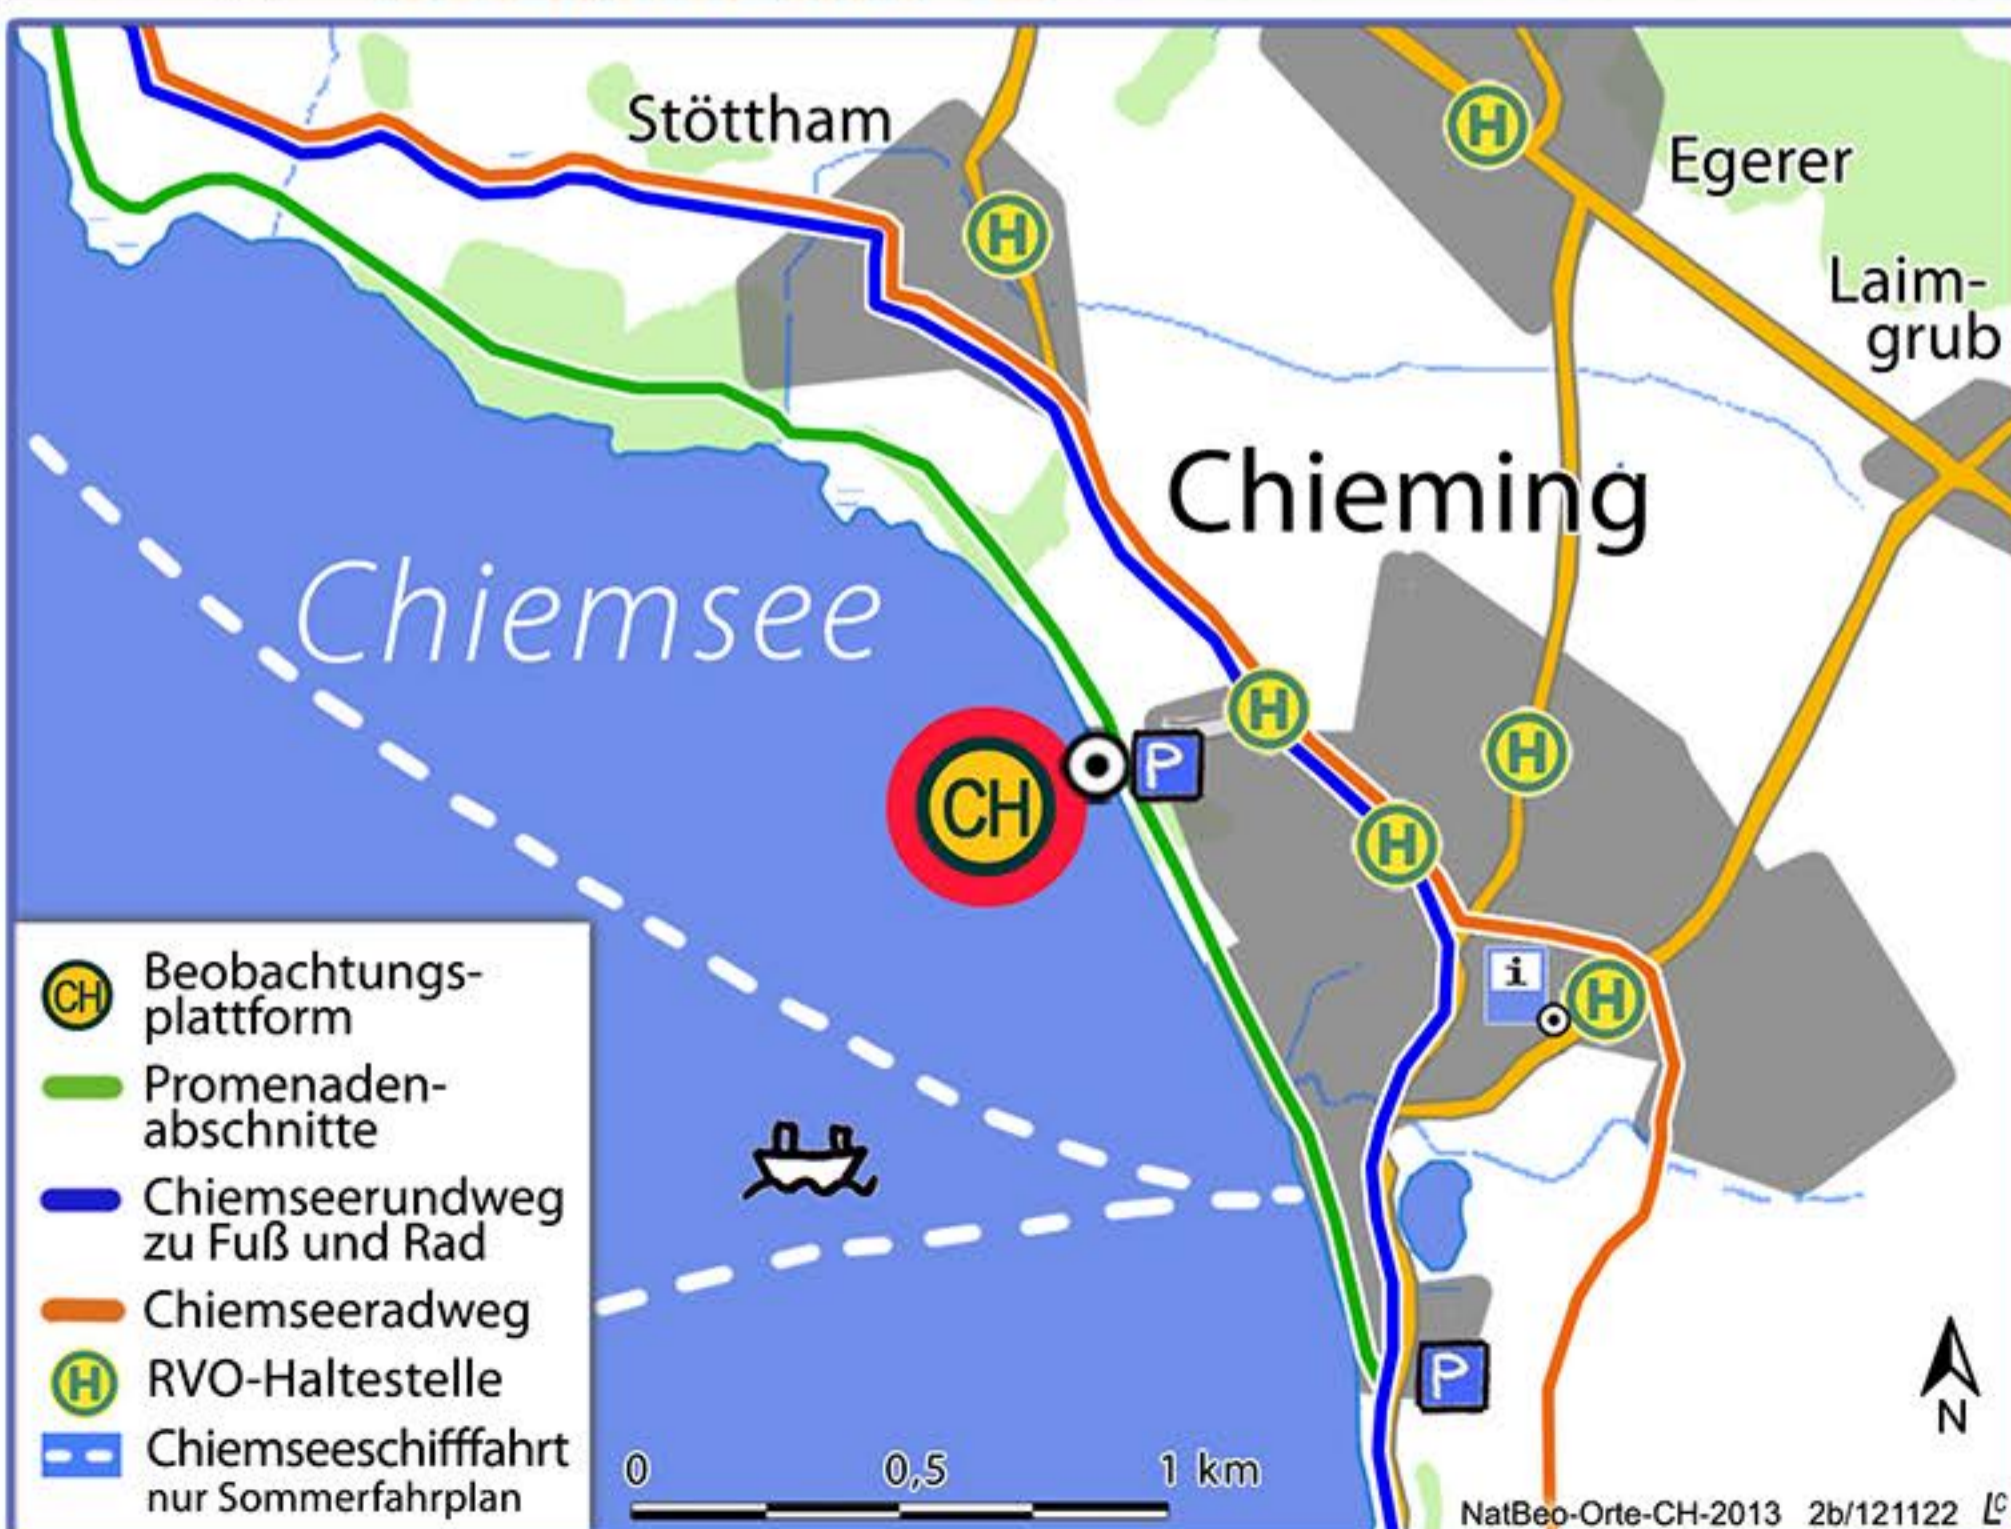 Stöttham
H
H
Egerer
Laim-
grub
Chieming
Chiemsee
H
H
H
P
CH
H
i
H
CH
Beobachtungs-
plattform
Promenaden-
abschnitte
Chiemseerundweg
zu Fuß und Rad
Chiemseeradweg
H
RVO-Haltestelle
Chiemseeschifffahrt
nur Sommerfahrplan
P
N
0
0,5
1 km
NatBeo-Orte-CH-2013 2b/121122